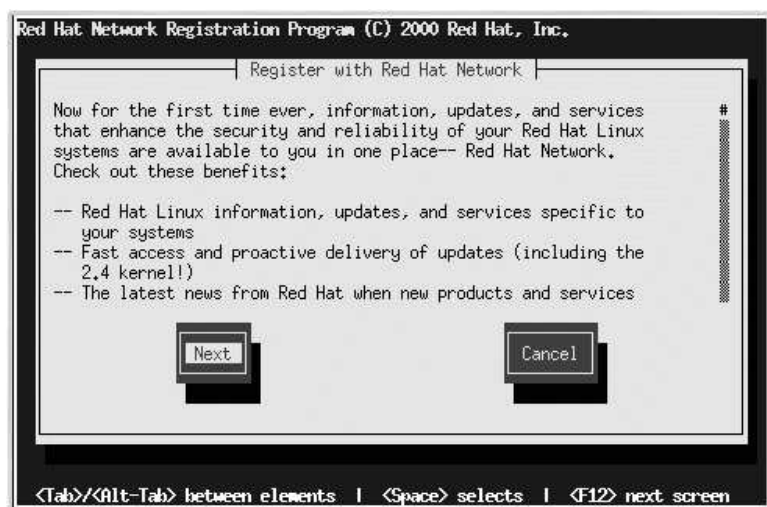 Red Hat Network Registration Program (C) 2000 Red Hat, Inc.
Register with Red Hat Network
Now for the first time ever, information, updates, and services
that enhance the security and reliability of your Red Hat Linux
systems are available to you in one place-- Red Hat Network.
Check out these benefits:
-- Red Hat Linux information, updates, and services specific to
your systems
-- Fast access and proactive delivery of updates (including the
2.4 kernel!)
-- The latest news from Red Hat when new products and services
#
Next
Cancel
<Tab>/<Alt-Tab> between elements | <Space> selects | <F12> next screen